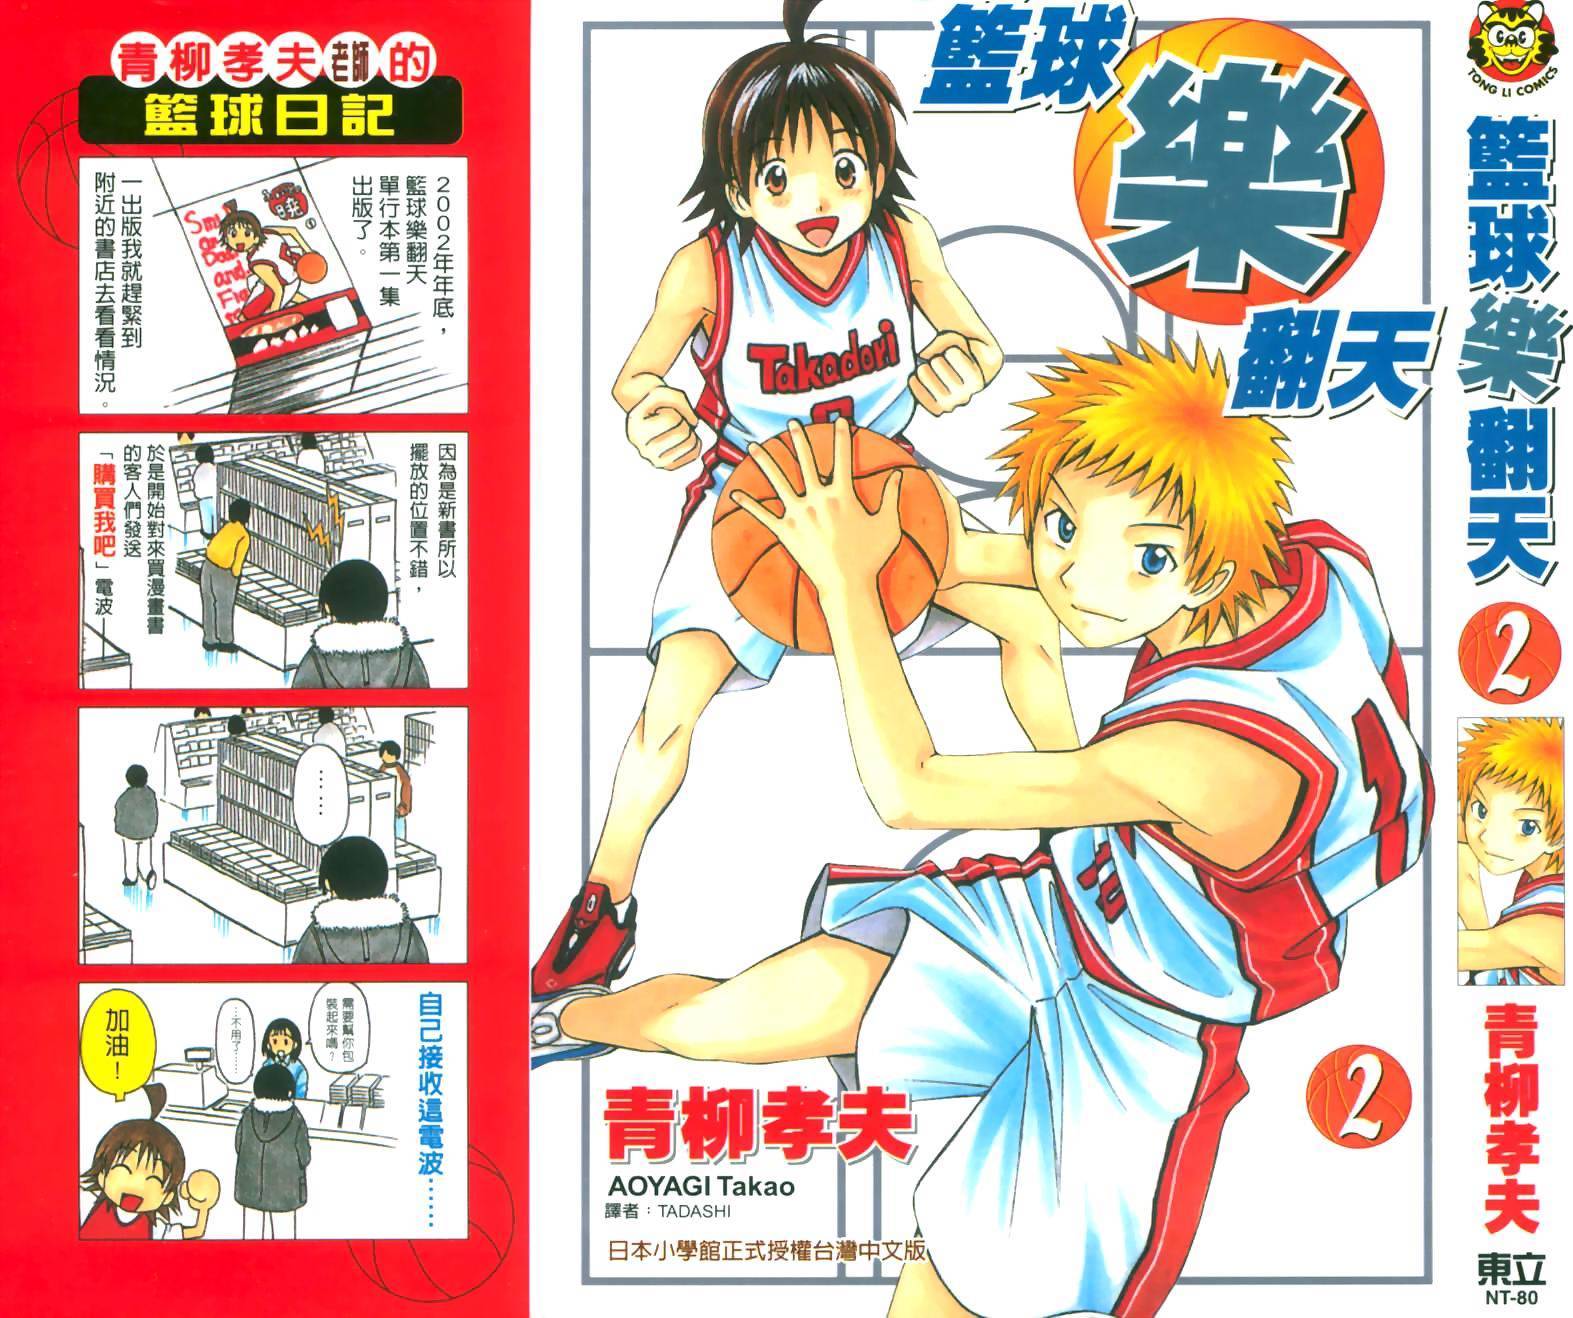 青柳孝夫老師的
籃球日記
2002年年底，
籃球樂翻天
單行本第一集
出版了。
一出版我就趕緊到
附近的書店去看看情況。
因為是新書所以
擺放的位置不錯，
於是開始對來買漫畫書
的客人們發送
「購買我吧」電波——
……
自己接收這電波……
需要幫你包
裝起來嗎？
…不用了……
加油！
籃球
樂
翻天
Takadori
2
青柳孝夫
AOYAGI Takao
譯者：TADASHI
日本小學館正式授權台灣中文版
TONG LI COMICS
籃球樂翻天
2
青柳孝夫
東立
NT-80